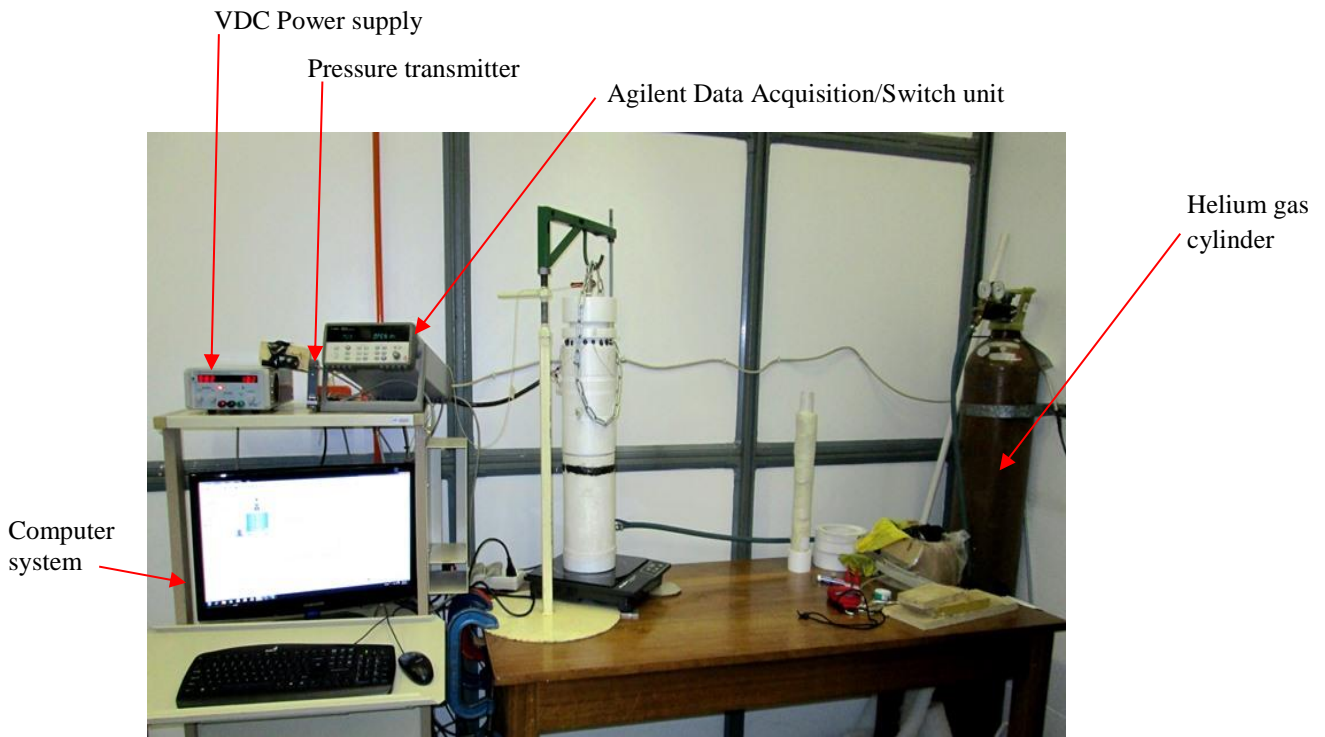 VDC Power supply
Pressure transmitter
Agilent Data Acquisition/Switch unit
Helium gas
cylinder
Computer
system